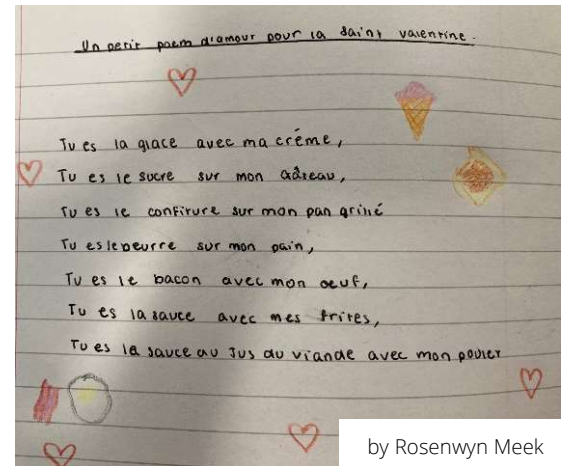 Un petit poem d'amour pour la Saint valentine.
Tu es la glace avec ma créme,
Tu es le sucre sur mon gâteau,
Tu es le confiture sur mon pan grillé
Tu es le beurre sur mon pain,
Tu es le bacon avec mon oeuf,
Tu es la sauce avec mes frites,
Tu es la sauce au jus du viande avec mon poulet
by Rosenwyn Meek